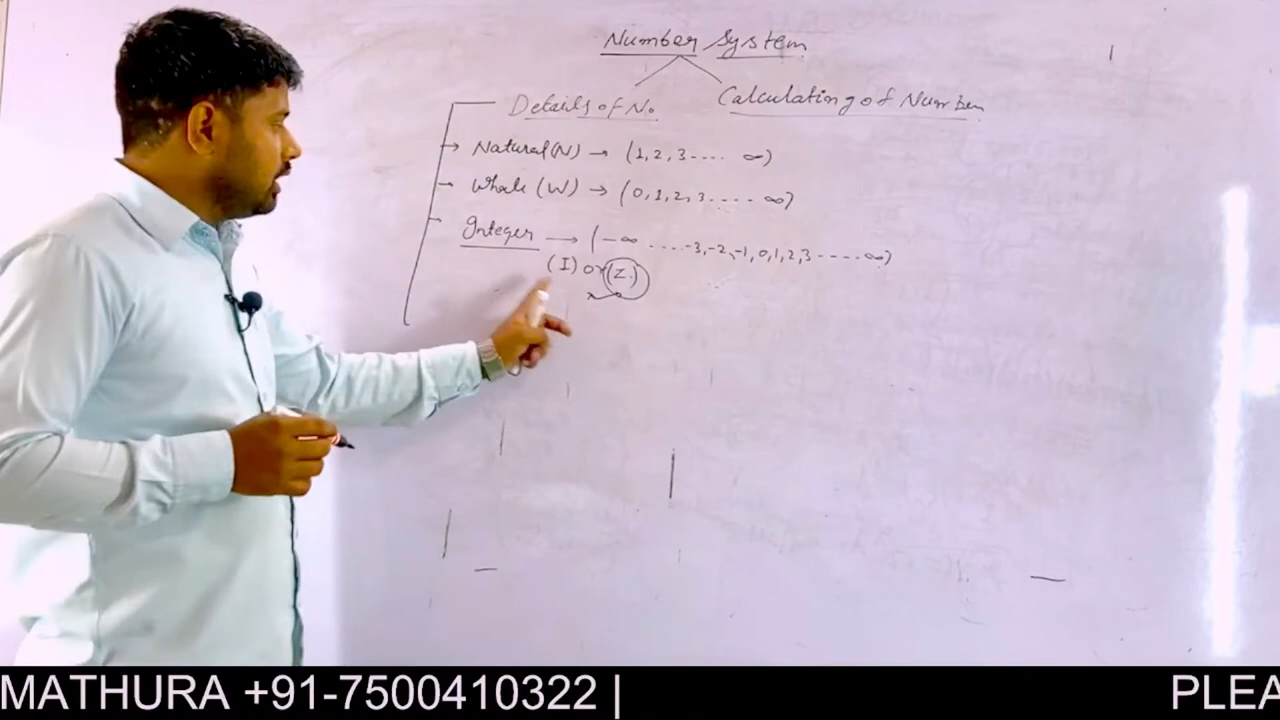 Number System
Details of No.
Calculating of Number
Natural (N) → (1, 2, 3 .... ∞)
Whole (W) → (0, 1, 2, 3 ..... ∞)
Integer → (-∞ .....-3, -2, -1, 0, 1, 2, 3 ..... ∞)
(I) or (Z)
MATHURA +91-7500410322 |
PLEA